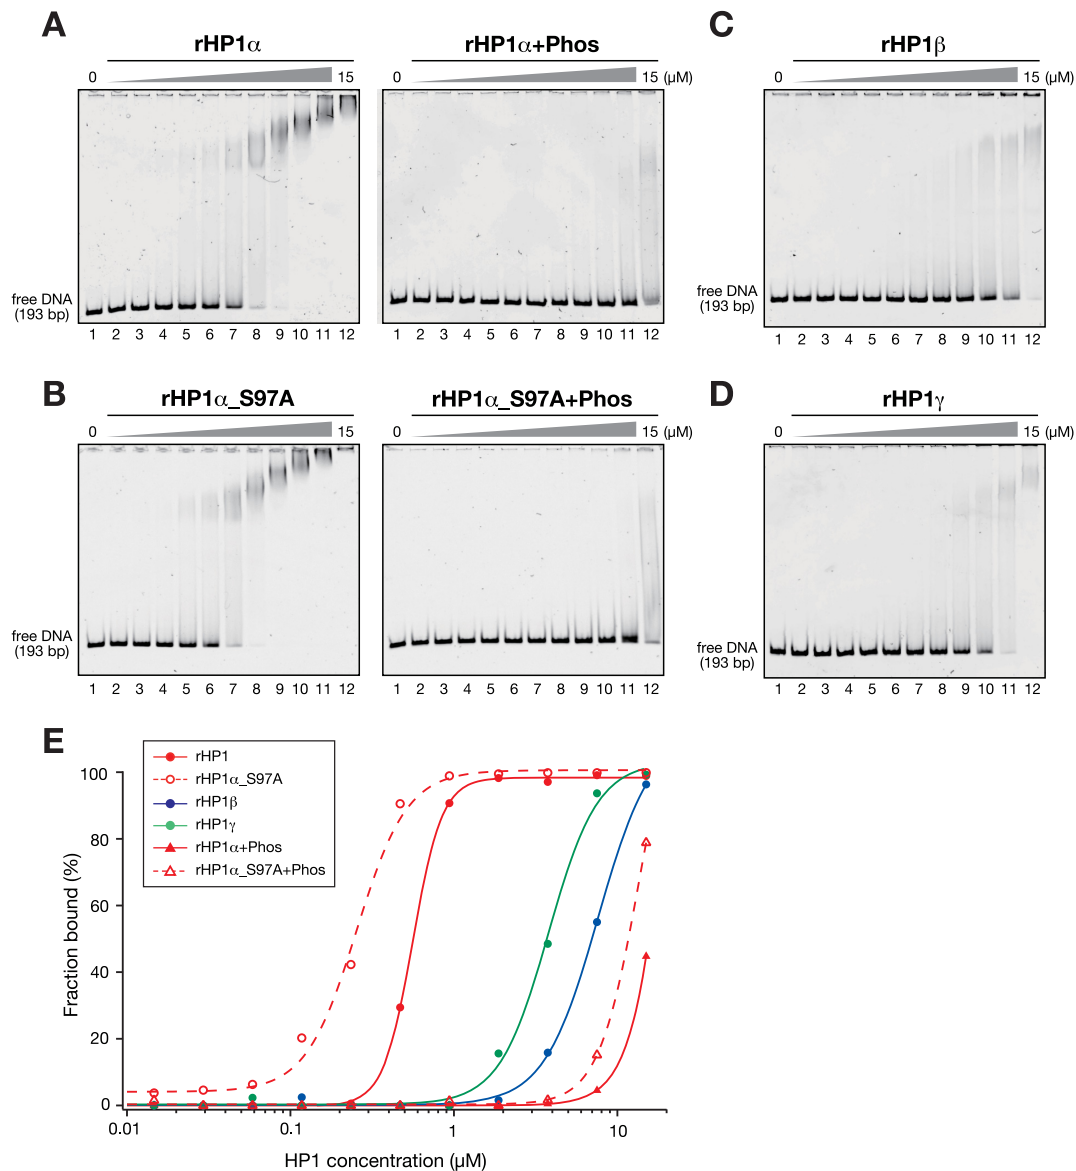 A
rHP1α
0
15
rHP1α+Phos
0
15 (μM)
free DNA
(193 bp)
1 2 3 4 5 6 7 8 9 10 11 12
1 2 3 4 5 6 7 8 9 10 11 12
C
rHP1β
0
15 (μM)
free DNA
(193 bp)
1 2 3 4 5 6 7 8 9 10 11 12
B
rHP1α_S97A
0
15
rHP1α_S97A+Phos
0
15 (μM)
free DNA
(193 bp)
1 2 3 4 5 6 7 8 9 10 11 12
1 2 3 4 5 6 7 8 9 10 11 12
D
rHP1γ
0
15 (μM)
free DNA
(193 bp)
1 2 3 4 5 6 7 8 9 10 11 12
E
rHP1
rHP1α_S97A
rHP1β
rHP1γ
rHP1α+Phos
rHP1α_S97A+Phos
Fraction bound (%)
100
80
60
40
20
0
0.01 0.1 1 10
HP1 concentration (μM)